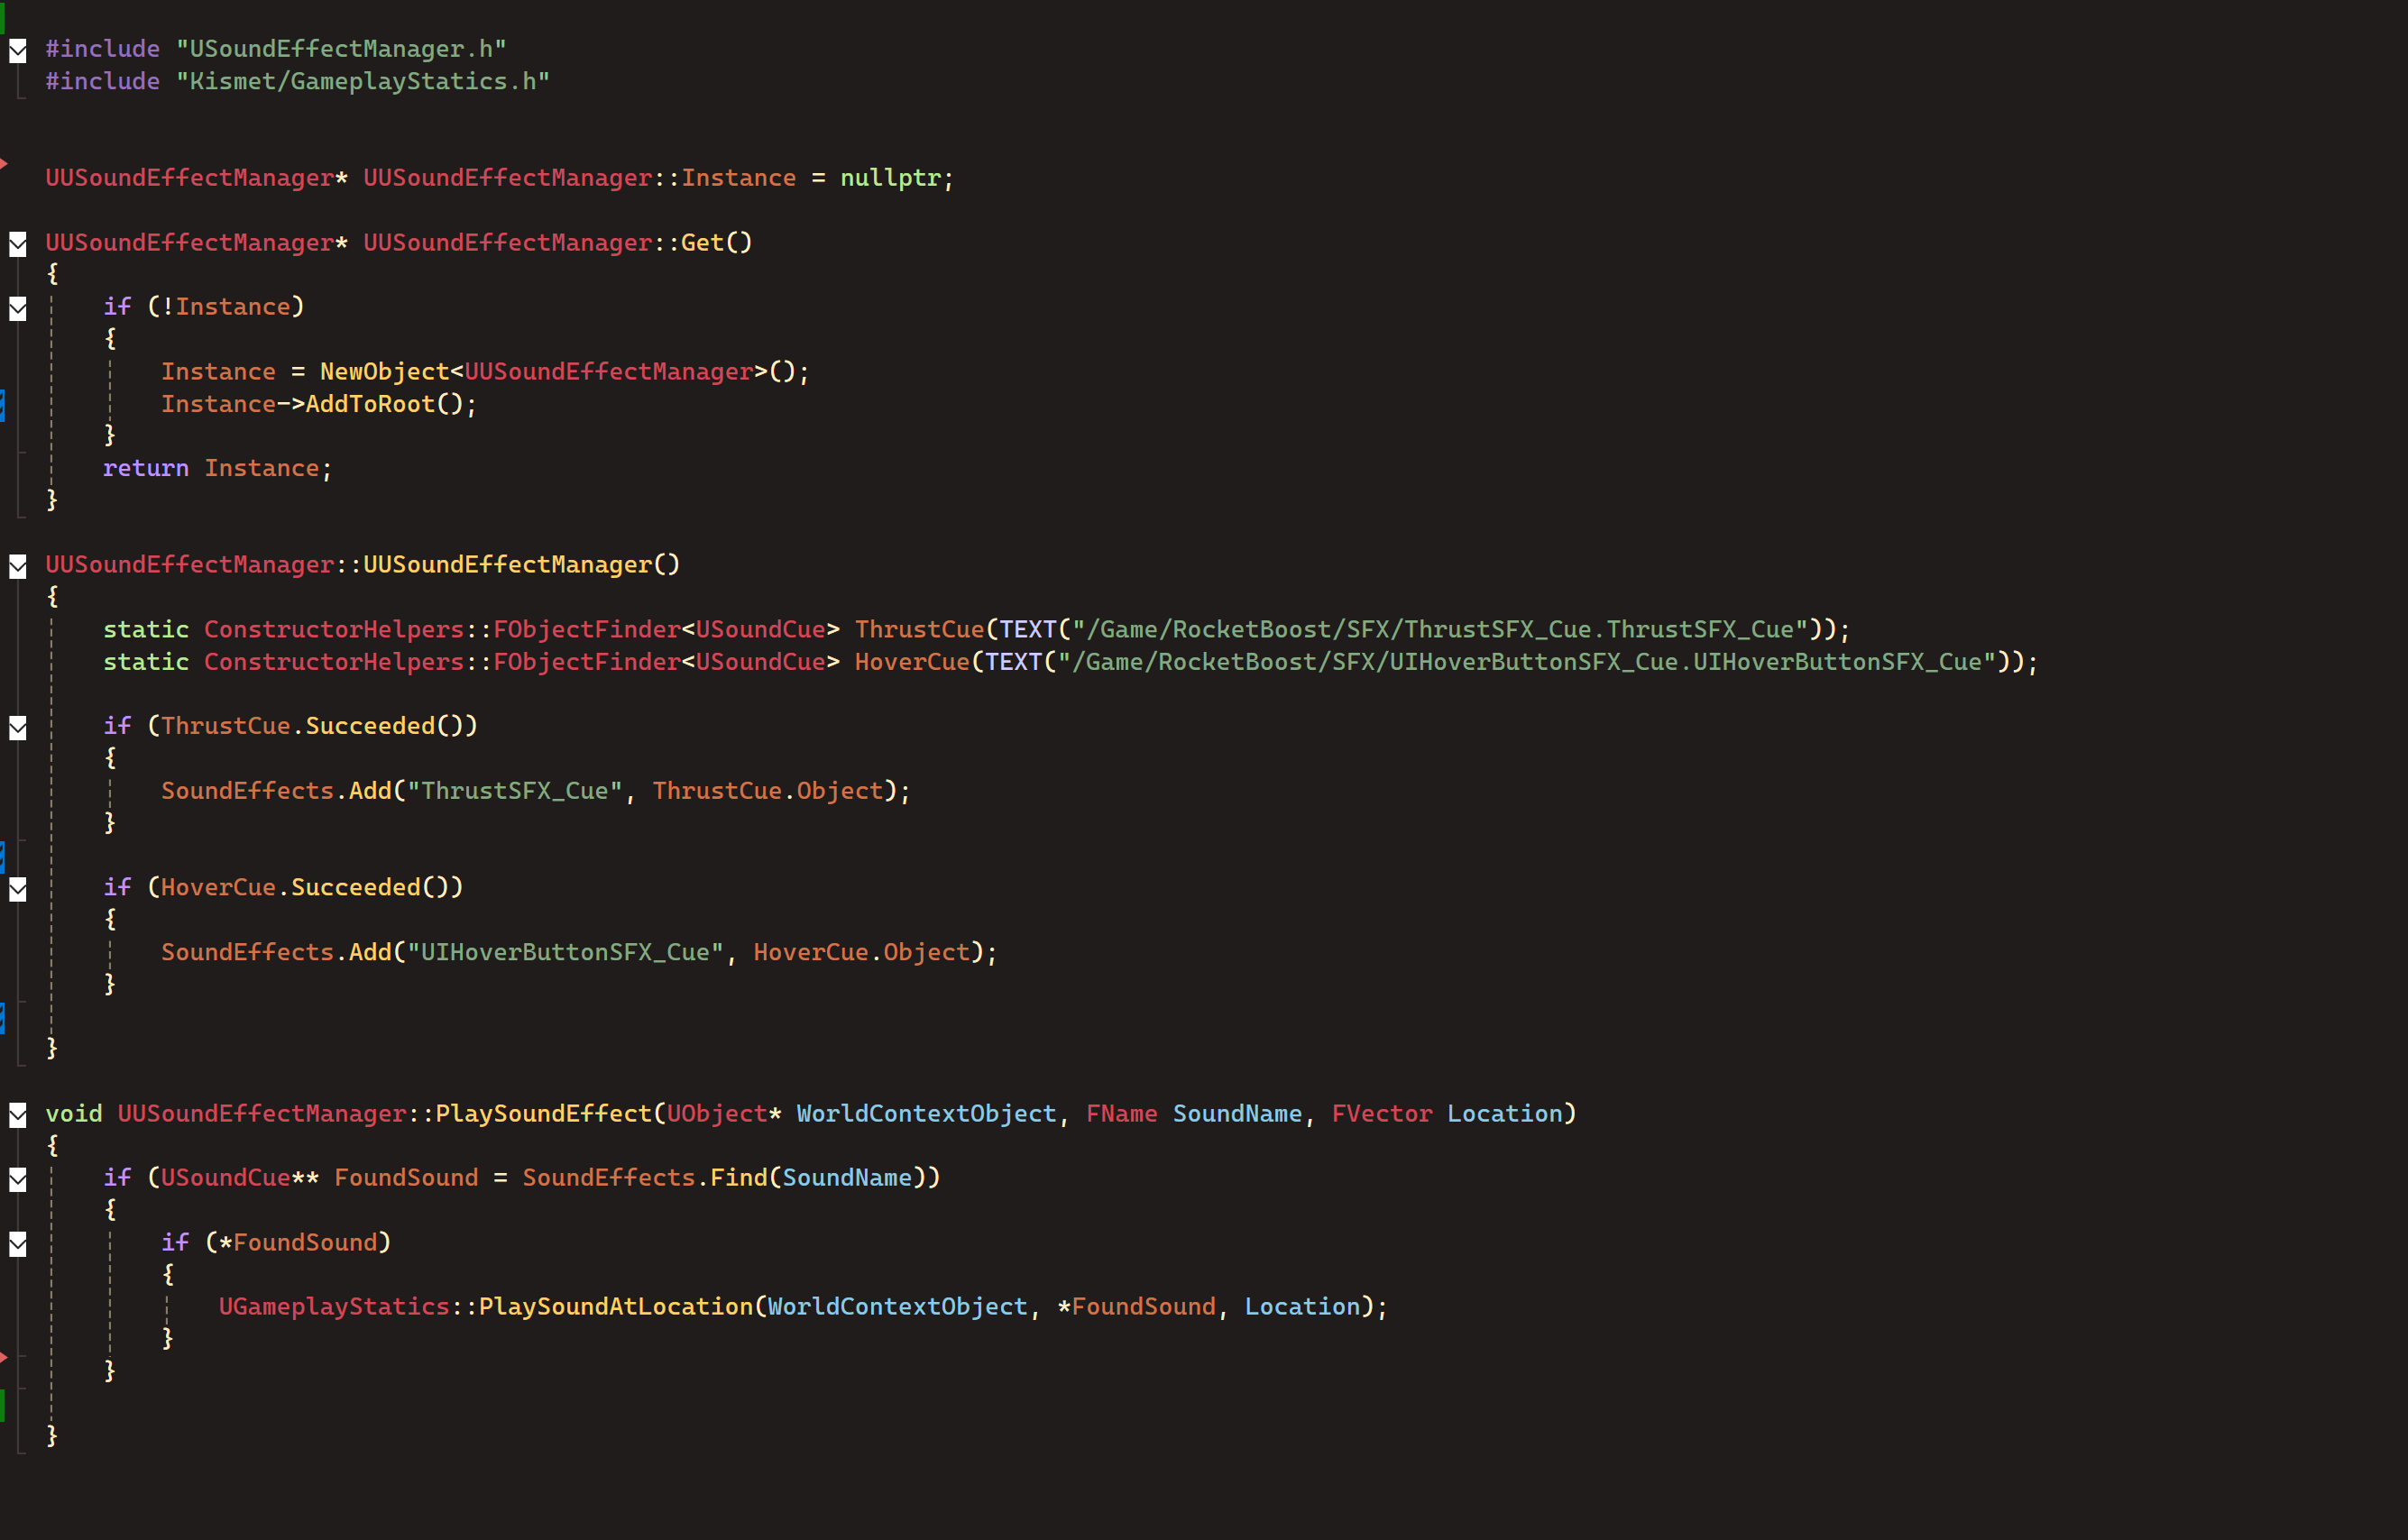 #include "USoundEffectManager.h"
#include "Kismet/GameplayStatics.h"
UUSoundEffectManager* UUSoundEffectManager::Instance = nullptr;
UUSoundEffectManager* UUSoundEffectManager::Get()
{
if (!Instance)
{
Instance = NewObject<UUSoundEffectManager>();
Instance->AddToRoot();
}
return Instance;
}
UUSoundEffectManager::UUSoundEffectManager()
{
static ConstructorHelpers::FObjectFinder<USoundCue> ThrustCue(TEXT("/Game/RocketBoost/SFX/ThrustSFX_Cue.ThrustSFX_Cue"));
static ConstructorHelpers::FObjectFinder<USoundCue> HoverCue(TEXT("/Game/RocketBoost/SFX/UIHoverButtonSFX_Cue.UIHoverButtonSFX_Cue"));
if (ThrustCue.Succeeded())
{
SoundEffects.Add("ThrustSFX_Cue", ThrustCue.Object);
}
if (HoverCue.Succeeded())
{
SoundEffects.Add("UIHoverButtonSFX_Cue", HoverCue.Object);
}
}
void UUSoundEffectManager::PlaySoundEffect(UObject* WorldContextObject, FName SoundName, FVector Location)
{
if (USoundCue** FoundSound = SoundEffects.Find(SoundName))
{
if (*FoundSound)
{
UGameplayStatics::PlaySoundAtLocation(WorldContextObject, *FoundSound, Location);
}
}
}